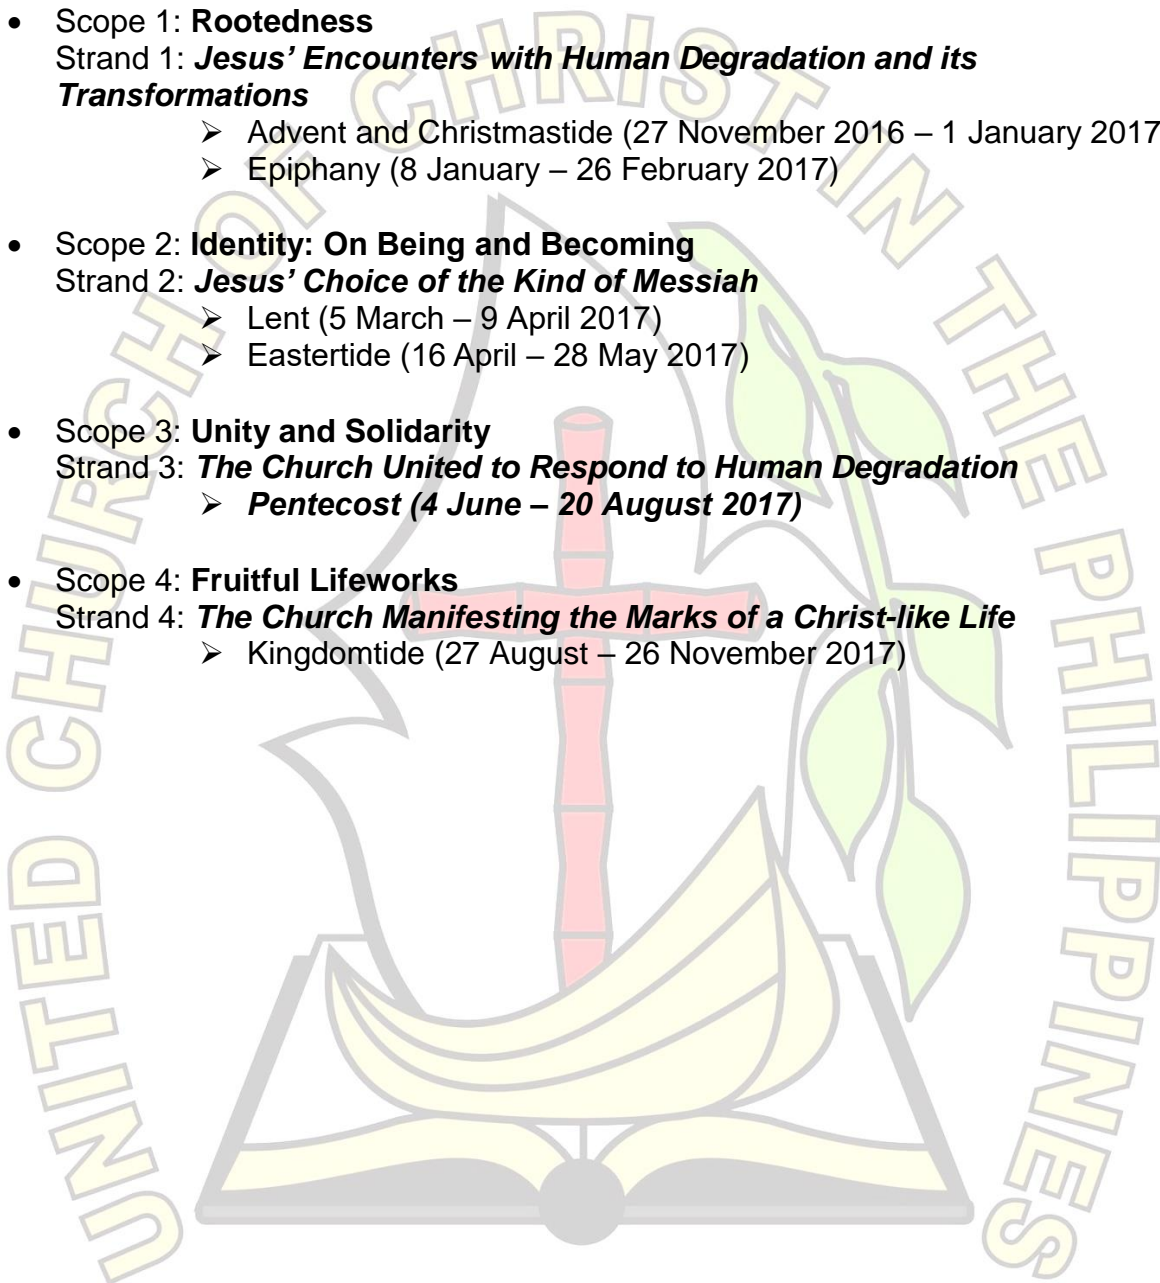 • Scope 1: Rootedness
Strand 1: Jesus’ Encounters with Human Degradation and its
Transformations
➢ Advent and Christmastide (27 November 2016 – 1 January 2017
➢ Epiphany (8 January – 26 February 2017)
• Scope 2: Identity: On Being and Becoming
Strand 2: Jesus’ Choice of the Kind of Messiah
➢ Lent (5 March – 9 April 2017)
➢ Eastertide (16 April – 28 May 2017)
• Scope 3: Unity and Solidarity
Strand 3: The Church United to Respond to Human Degradation
➢ Pentecost (4 June – 20 August 2017)
• Scope 4: Fruitful Lifeworks
Strand 4: The Church Manifesting the Marks of a Christ-like Life
➢ Kingdomtide (27 August – 26 November 2017)
UNITED CHURCH OF CHRIST IN THE PHILIPPINES